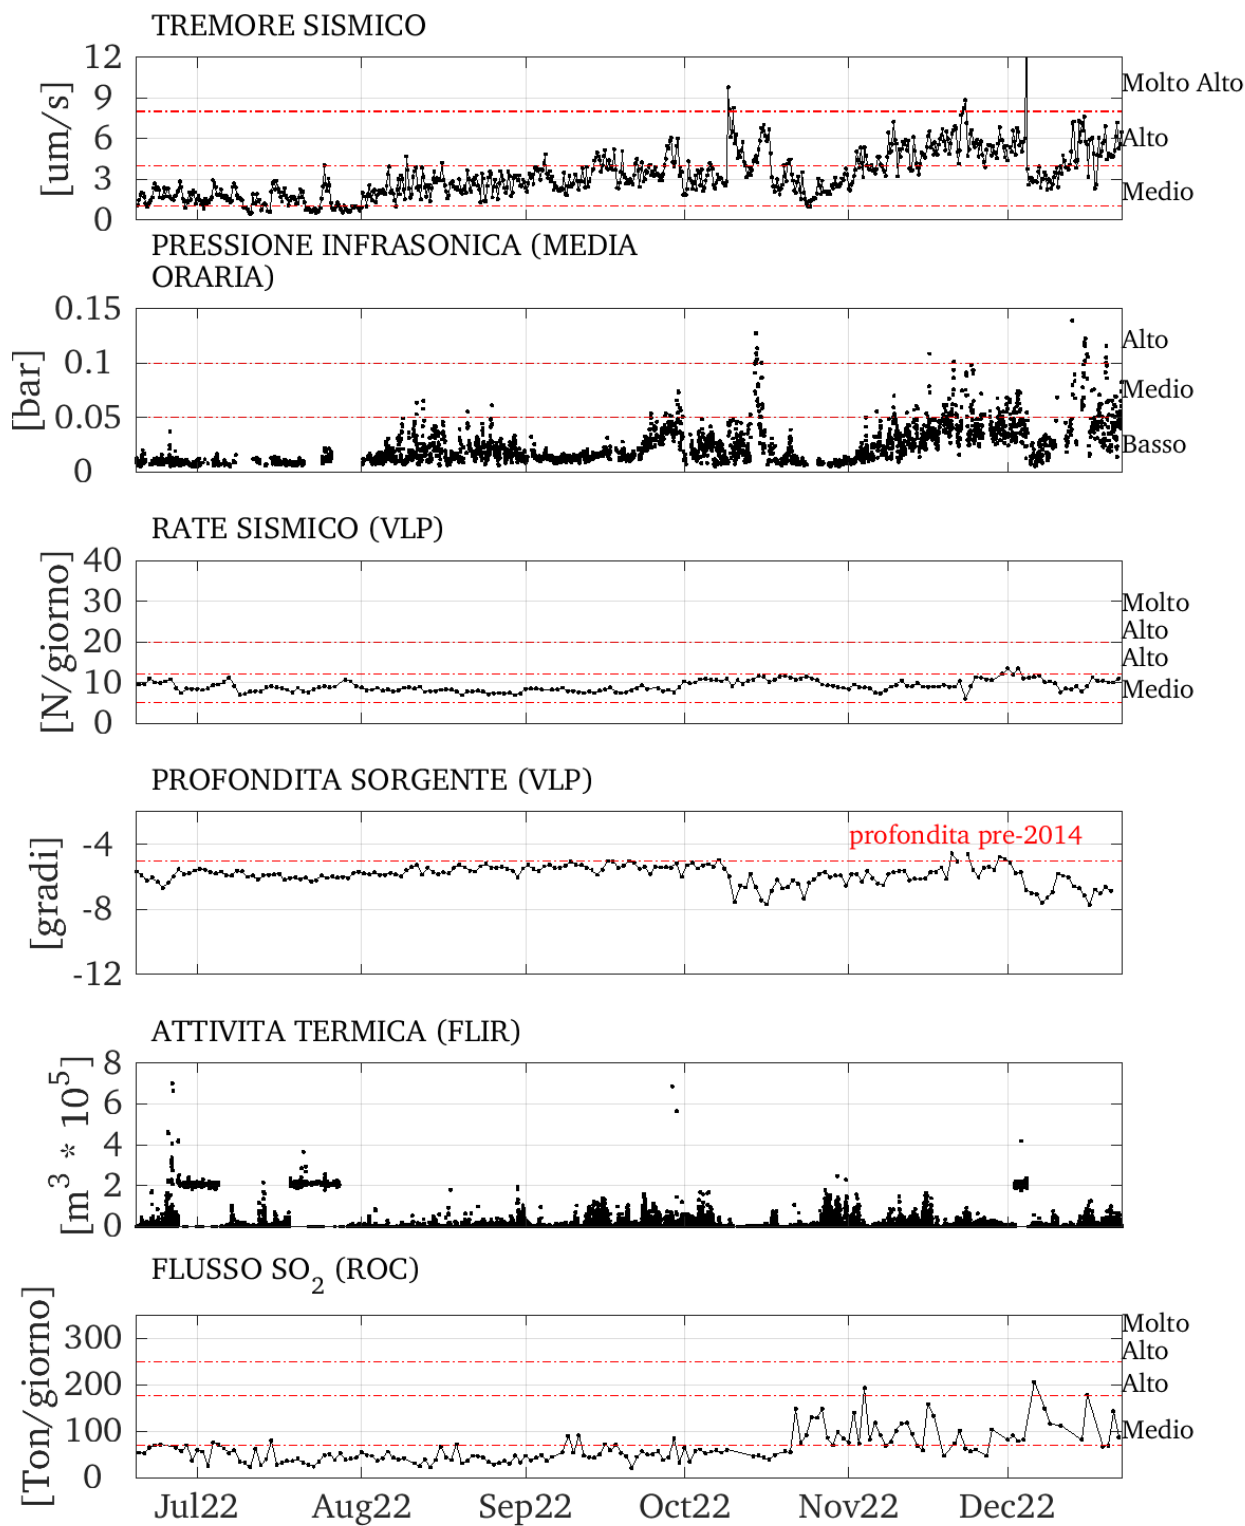 TREMORE SISMICO
12
9
6
3
0
[um/s]
Molto Alto
Alto
Medio
PRESSIONE INFRASONICA (MEDIA
ORARIA)
0.15
0.1
0.05
0
[bar]
Alto
Medio
Basso
RATE SISMICO (VLP)
40
30
20
10
0
[N/giorno]
Molto
Alto
Alto
Medio
PROFONDITA SORGENTE (VLP)
-4
-8
-12
[gradi]
profondita pre-2014
ATTIVITA TERMICA (FLIR)
8
6
4
2
0
[m³ * 10⁵]
FLUSSO SO₂ (ROC)
300
200
100
0
[Ton/giorno]
Molto
Alto
Alto
Medio
Jul22 Aug22 Sep22 Oct22 Nov22 Dec22